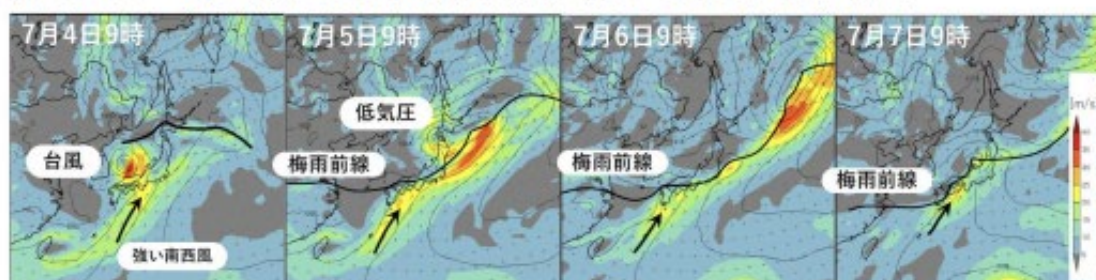 7月4日9時
7月5日9時
7月6日9時
7月7日9時
台風
強い南西風
低気圧
梅雨前線
梅雨前線
梅雨前線
[m/s]